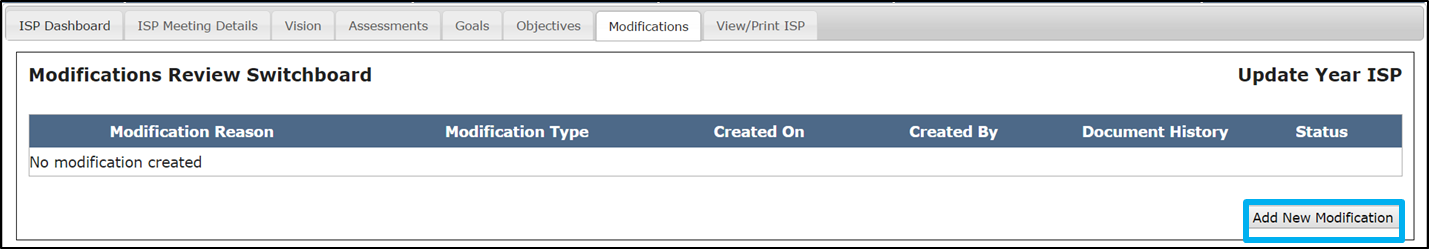 ISP Dashboard ISP Meeting Details Vision Assessments Goals Objectives Modifications View/Print ISP
Modifications Review Switchboard Update Year ISP
Modification Reason Modification Type Created On Created By Document History Status
No modification created
Add New Modification